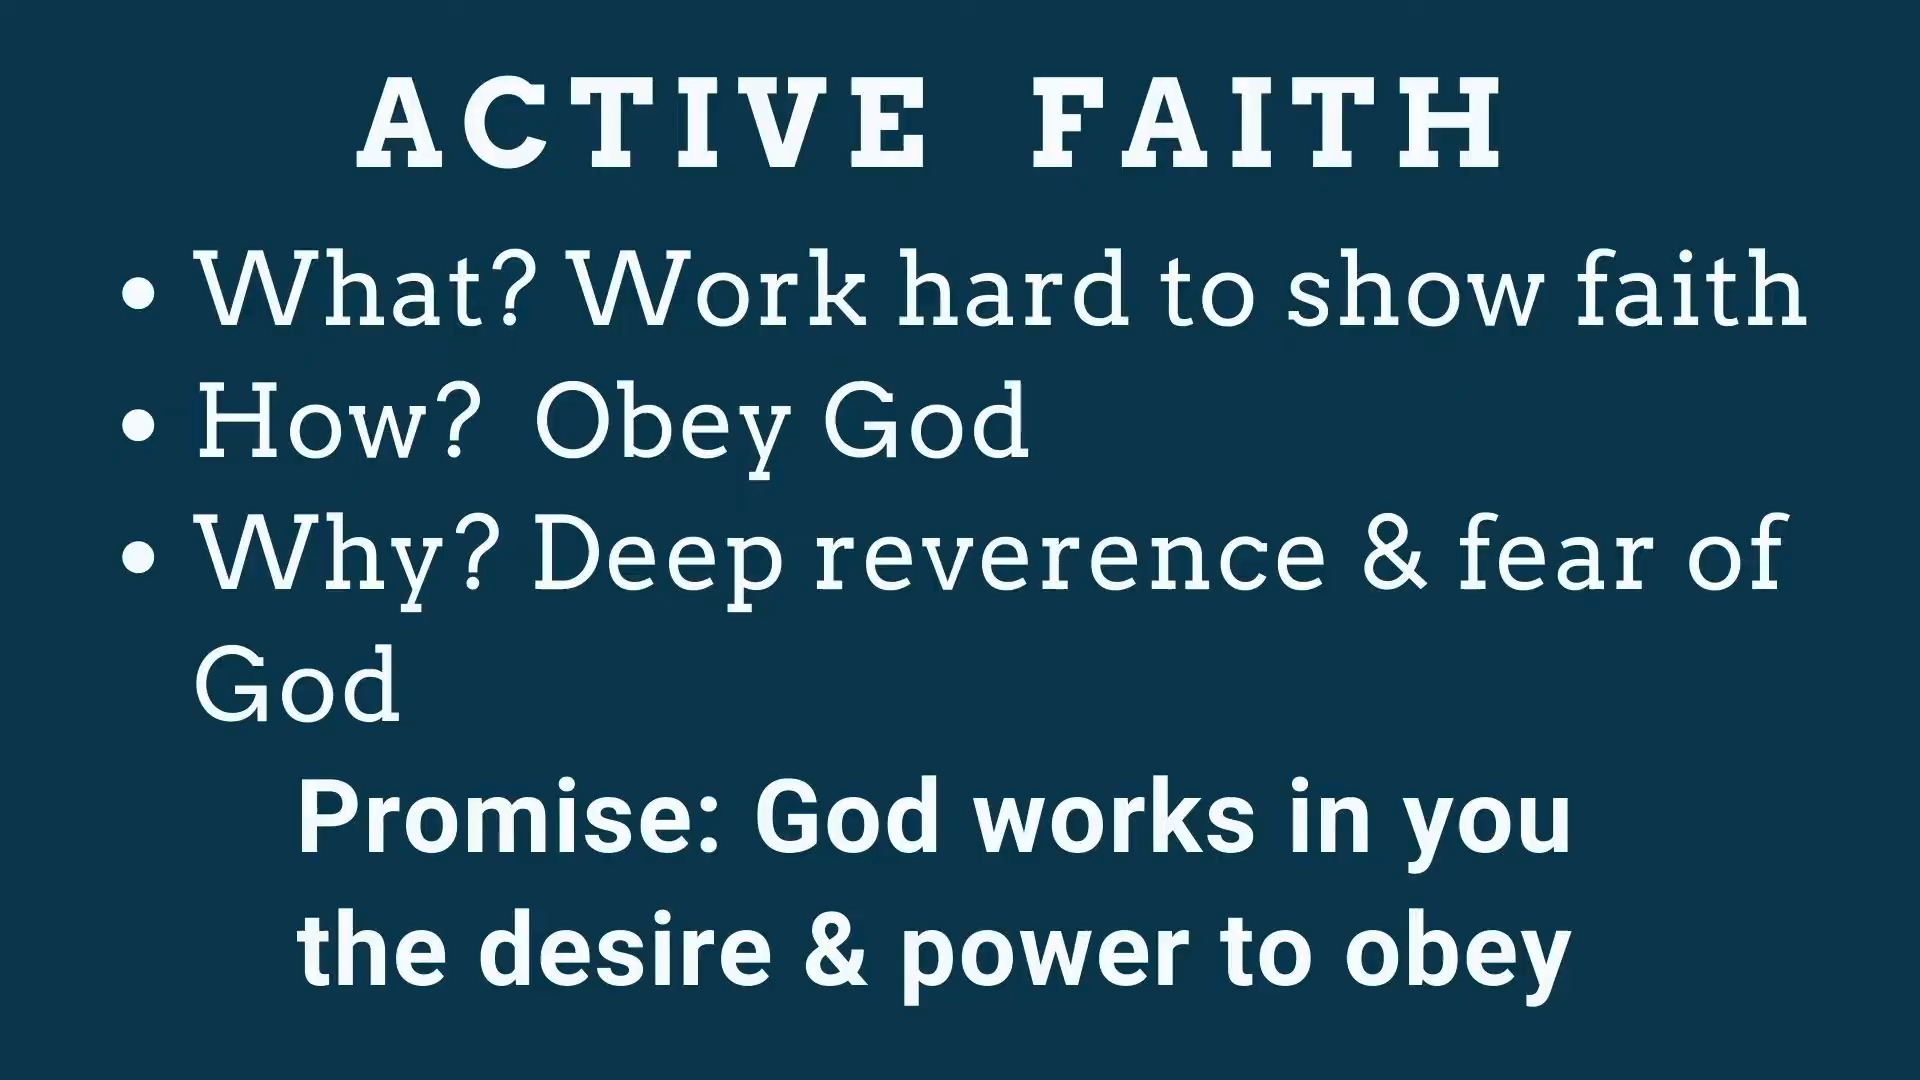 ACTIVE FAITH
• What? Work hard to show faith
• How? Obey God
• Why? Deep reverence & fear of
God
Promise: God works in you
the desire & power to obey